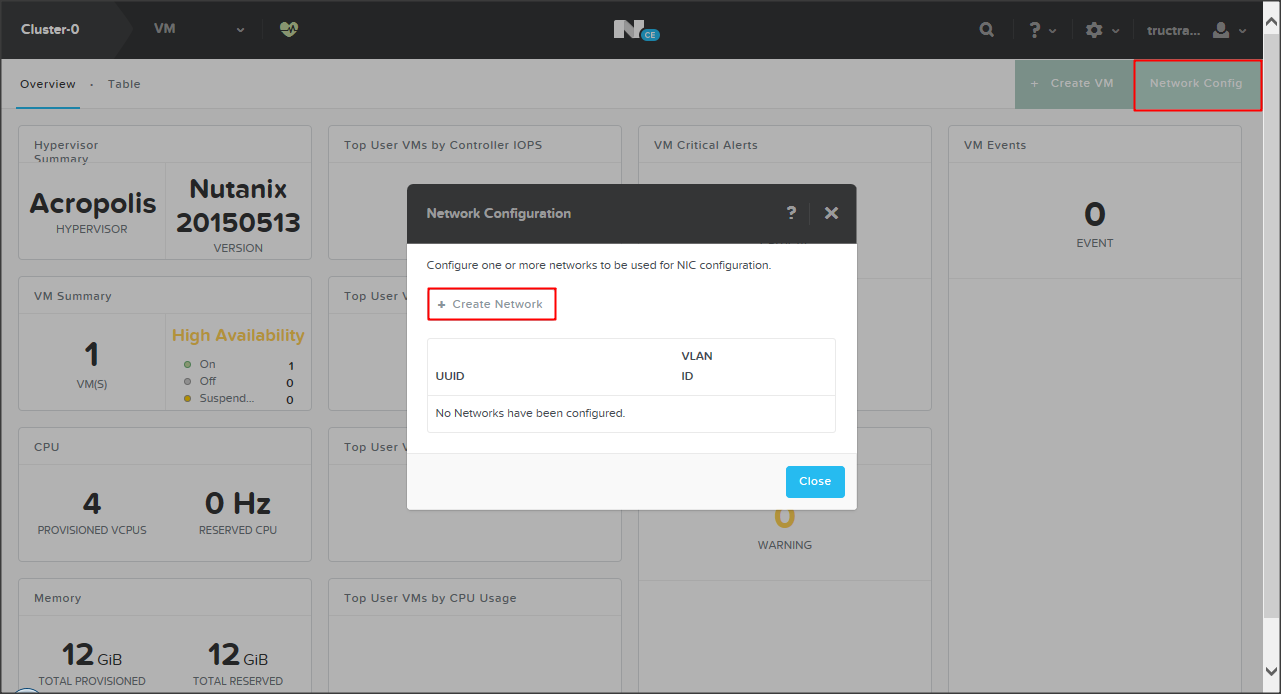 Cluster-0
VM
N CE
?
tructra...
Overview · Table
+ Create VM
Network Config
Hypervisor
Summary
Acropolis
HYPERVISOR
Nutanix
20150513
VERSION
Top User VMs by Controller IOPS
VM Critical Alerts
VM Events
0
EVENT
Network Configuration
?
Configure one or more networks to be used for NIC configuration.
+ Create Network
UUID
VLAN
ID
No Networks have been configured.
Close
VM Summary
1
VM(S)
High Availability
On 1
Off 0
Suspend... 0
Top User V
CPU
4
PROVISIONED VCPUS
0 Hz
RESERVED CPU
Top User V
0
WARNING
Memory
12 GiB
TOTAL PROVISIONED
12 GiB
TOTAL RESERVED
Top User VMs by CPU Usage